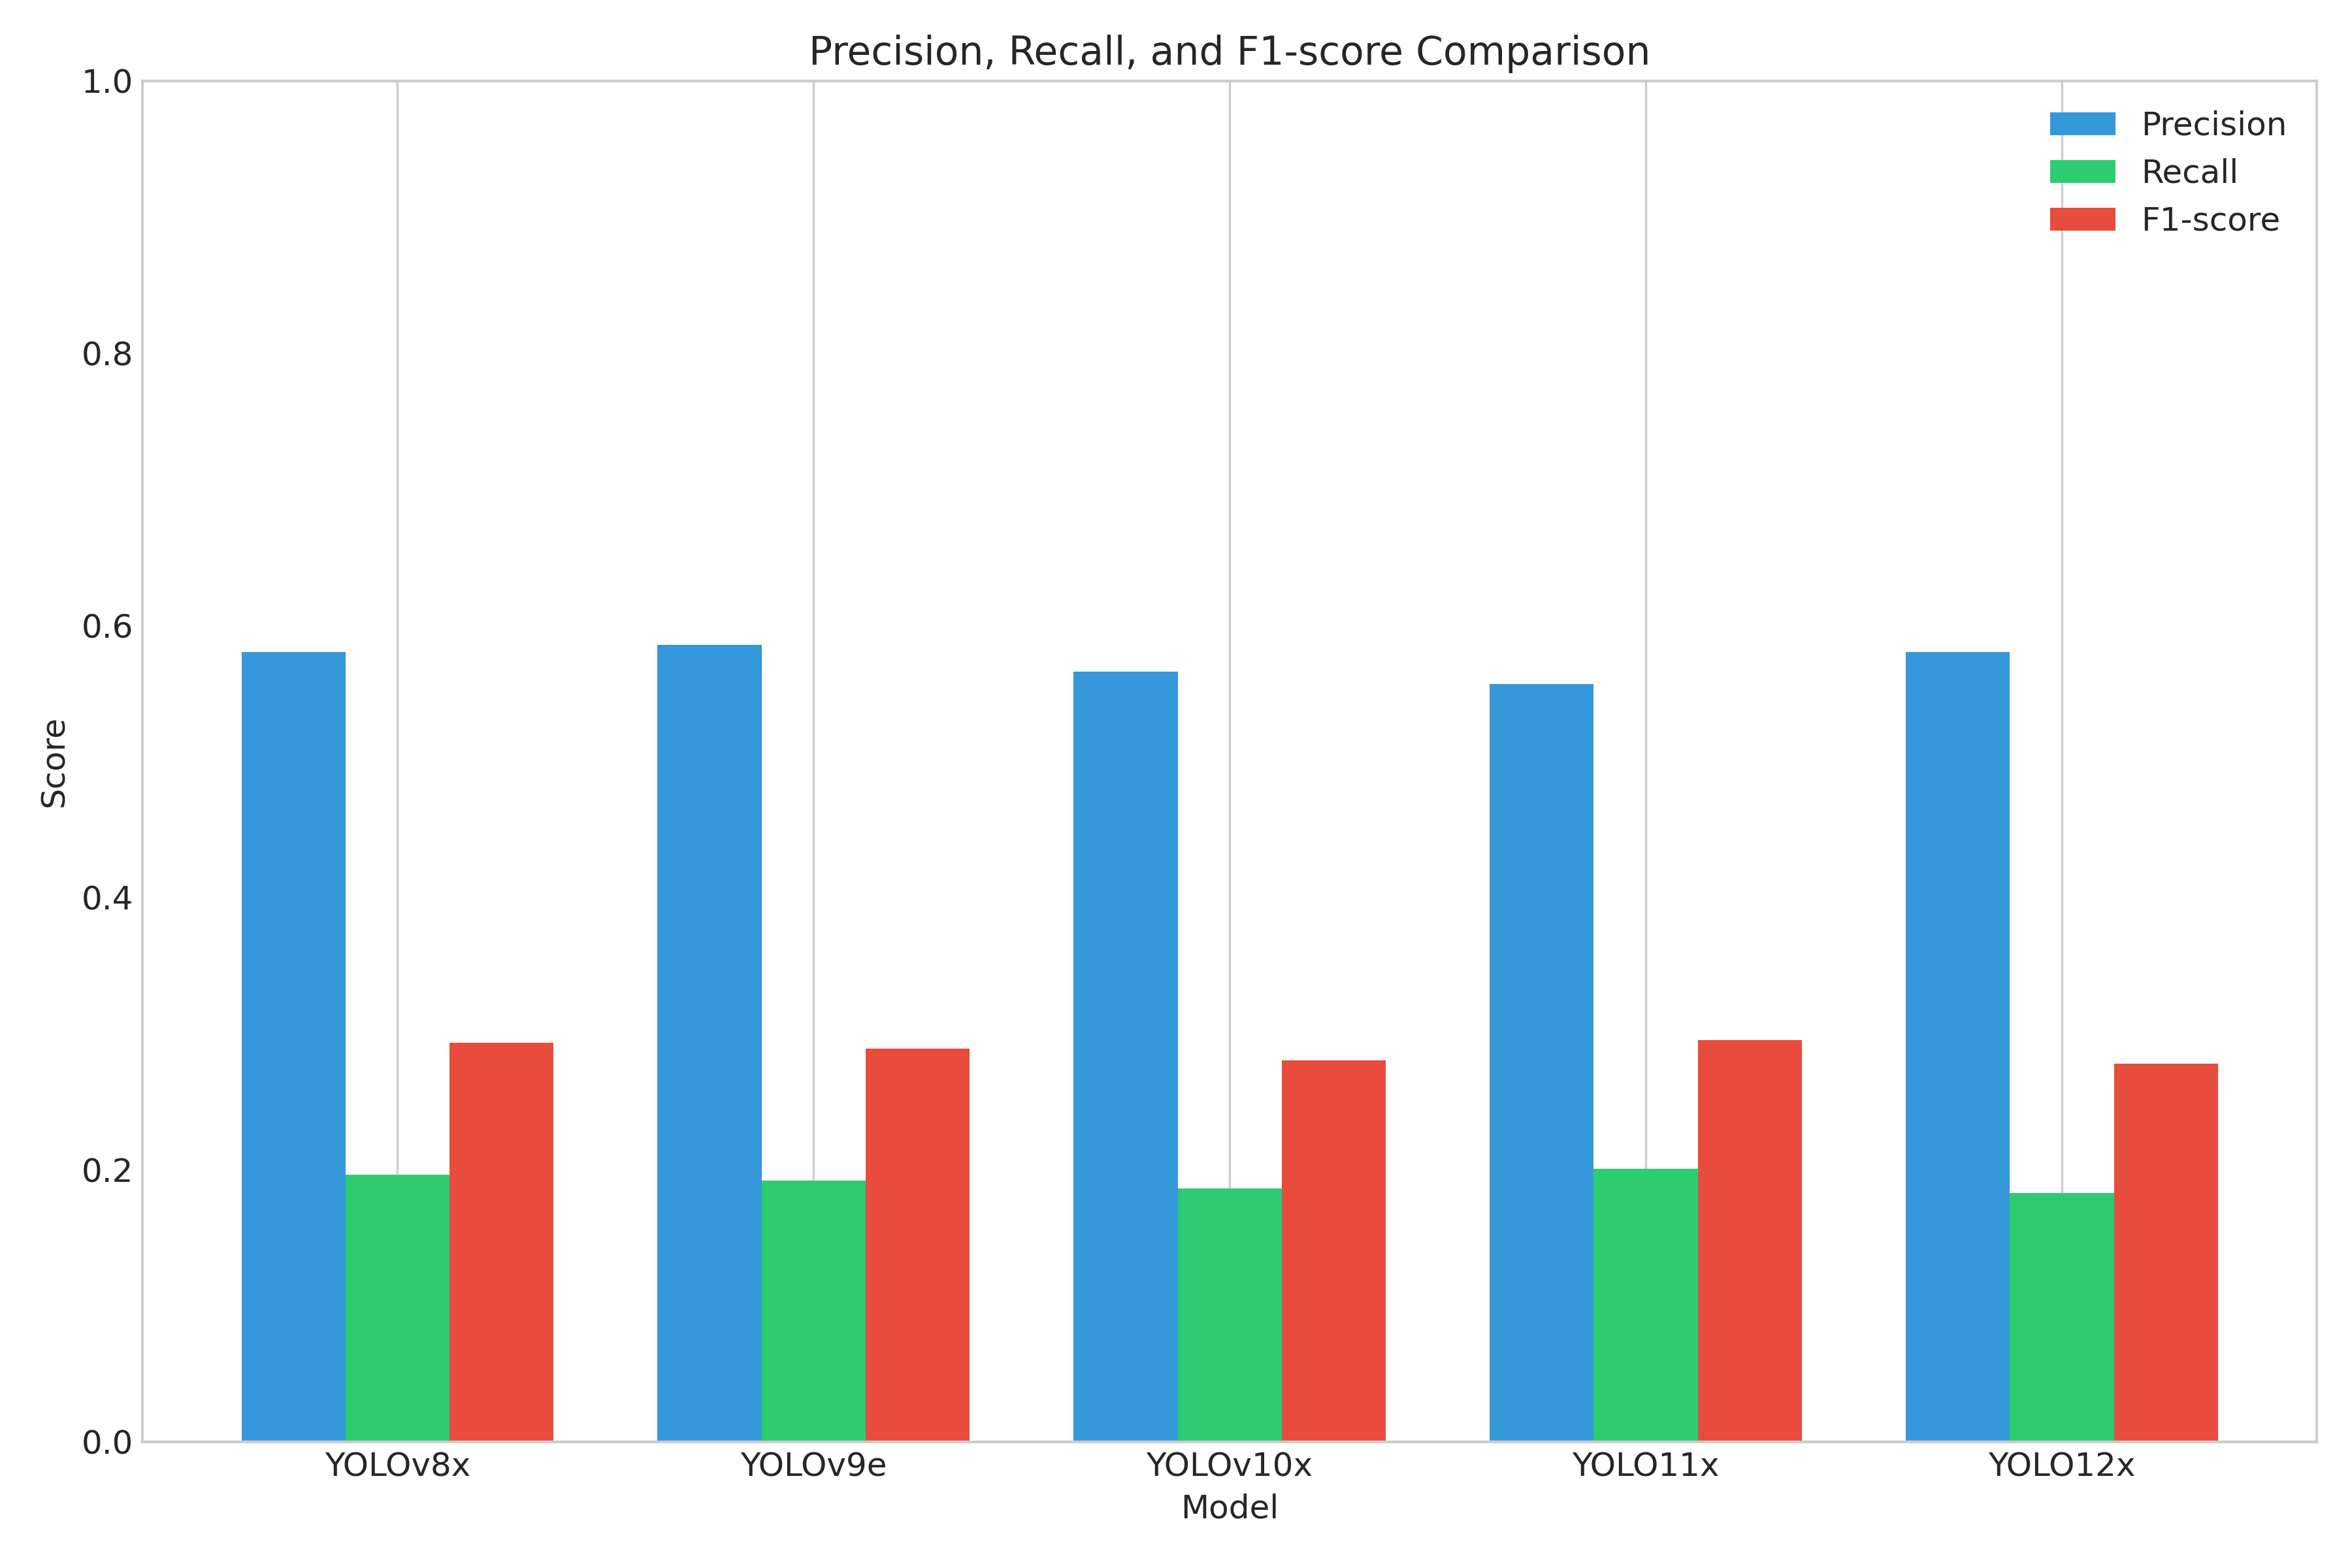 Precision, Recall, and F1-score Comparison
1.0
0.8
0.6
0.4
0.2
0.0
Score
Precision
Recall
F1-score
YOLOv8x
YOLOv9e
YOLOv10x
YOLO11x
YOLO12x
Model